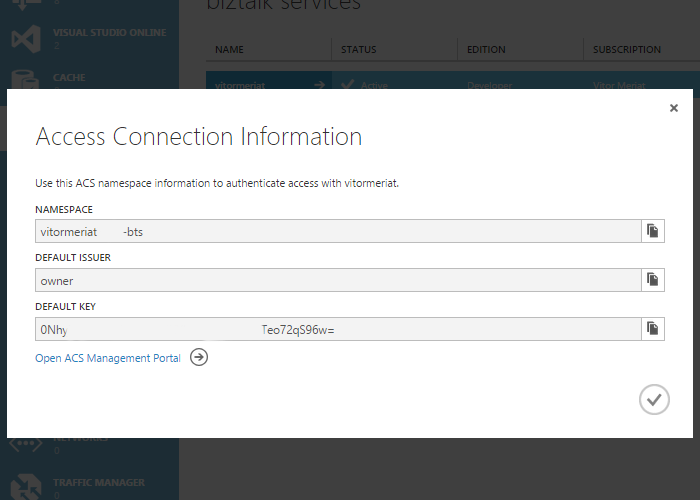 biztalk services
8
VISUAL STUDIO ONLINE
2
CACHE
NAME STATUS EDITION SUBSCRIPTION
vitormeriat Active Developer Vitor Meriat
Access Connection Information
Use this ACS namespace information to authenticate access with vitormeriat.
NAMESPACE
vitormeriat -bts
DEFAULT ISSUER
owner
DEFAULT KEY
0Nhy Teo72qS96w=
Open ACS Management Portal
NETWORKS
0
TRAFFIC MANAGER
0